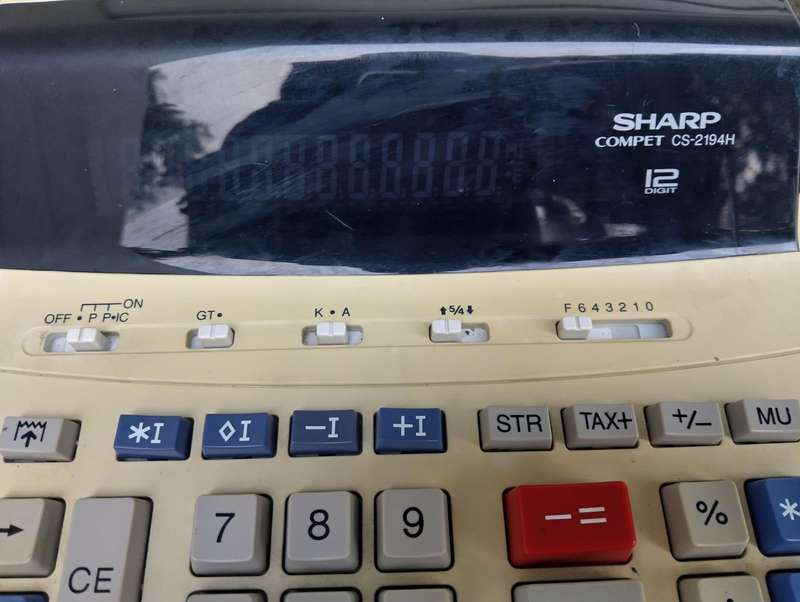 SHARP
COMPET CS-2194H
12
DIGIT
OFF • P P•IC ON
GT •
K • A
⬆ 5/4 ⬇
F 6 4 3 2 1 0
*I ◊I −I +I STR TAX+ +/− MU
→ CE 7 8 9 −= % *